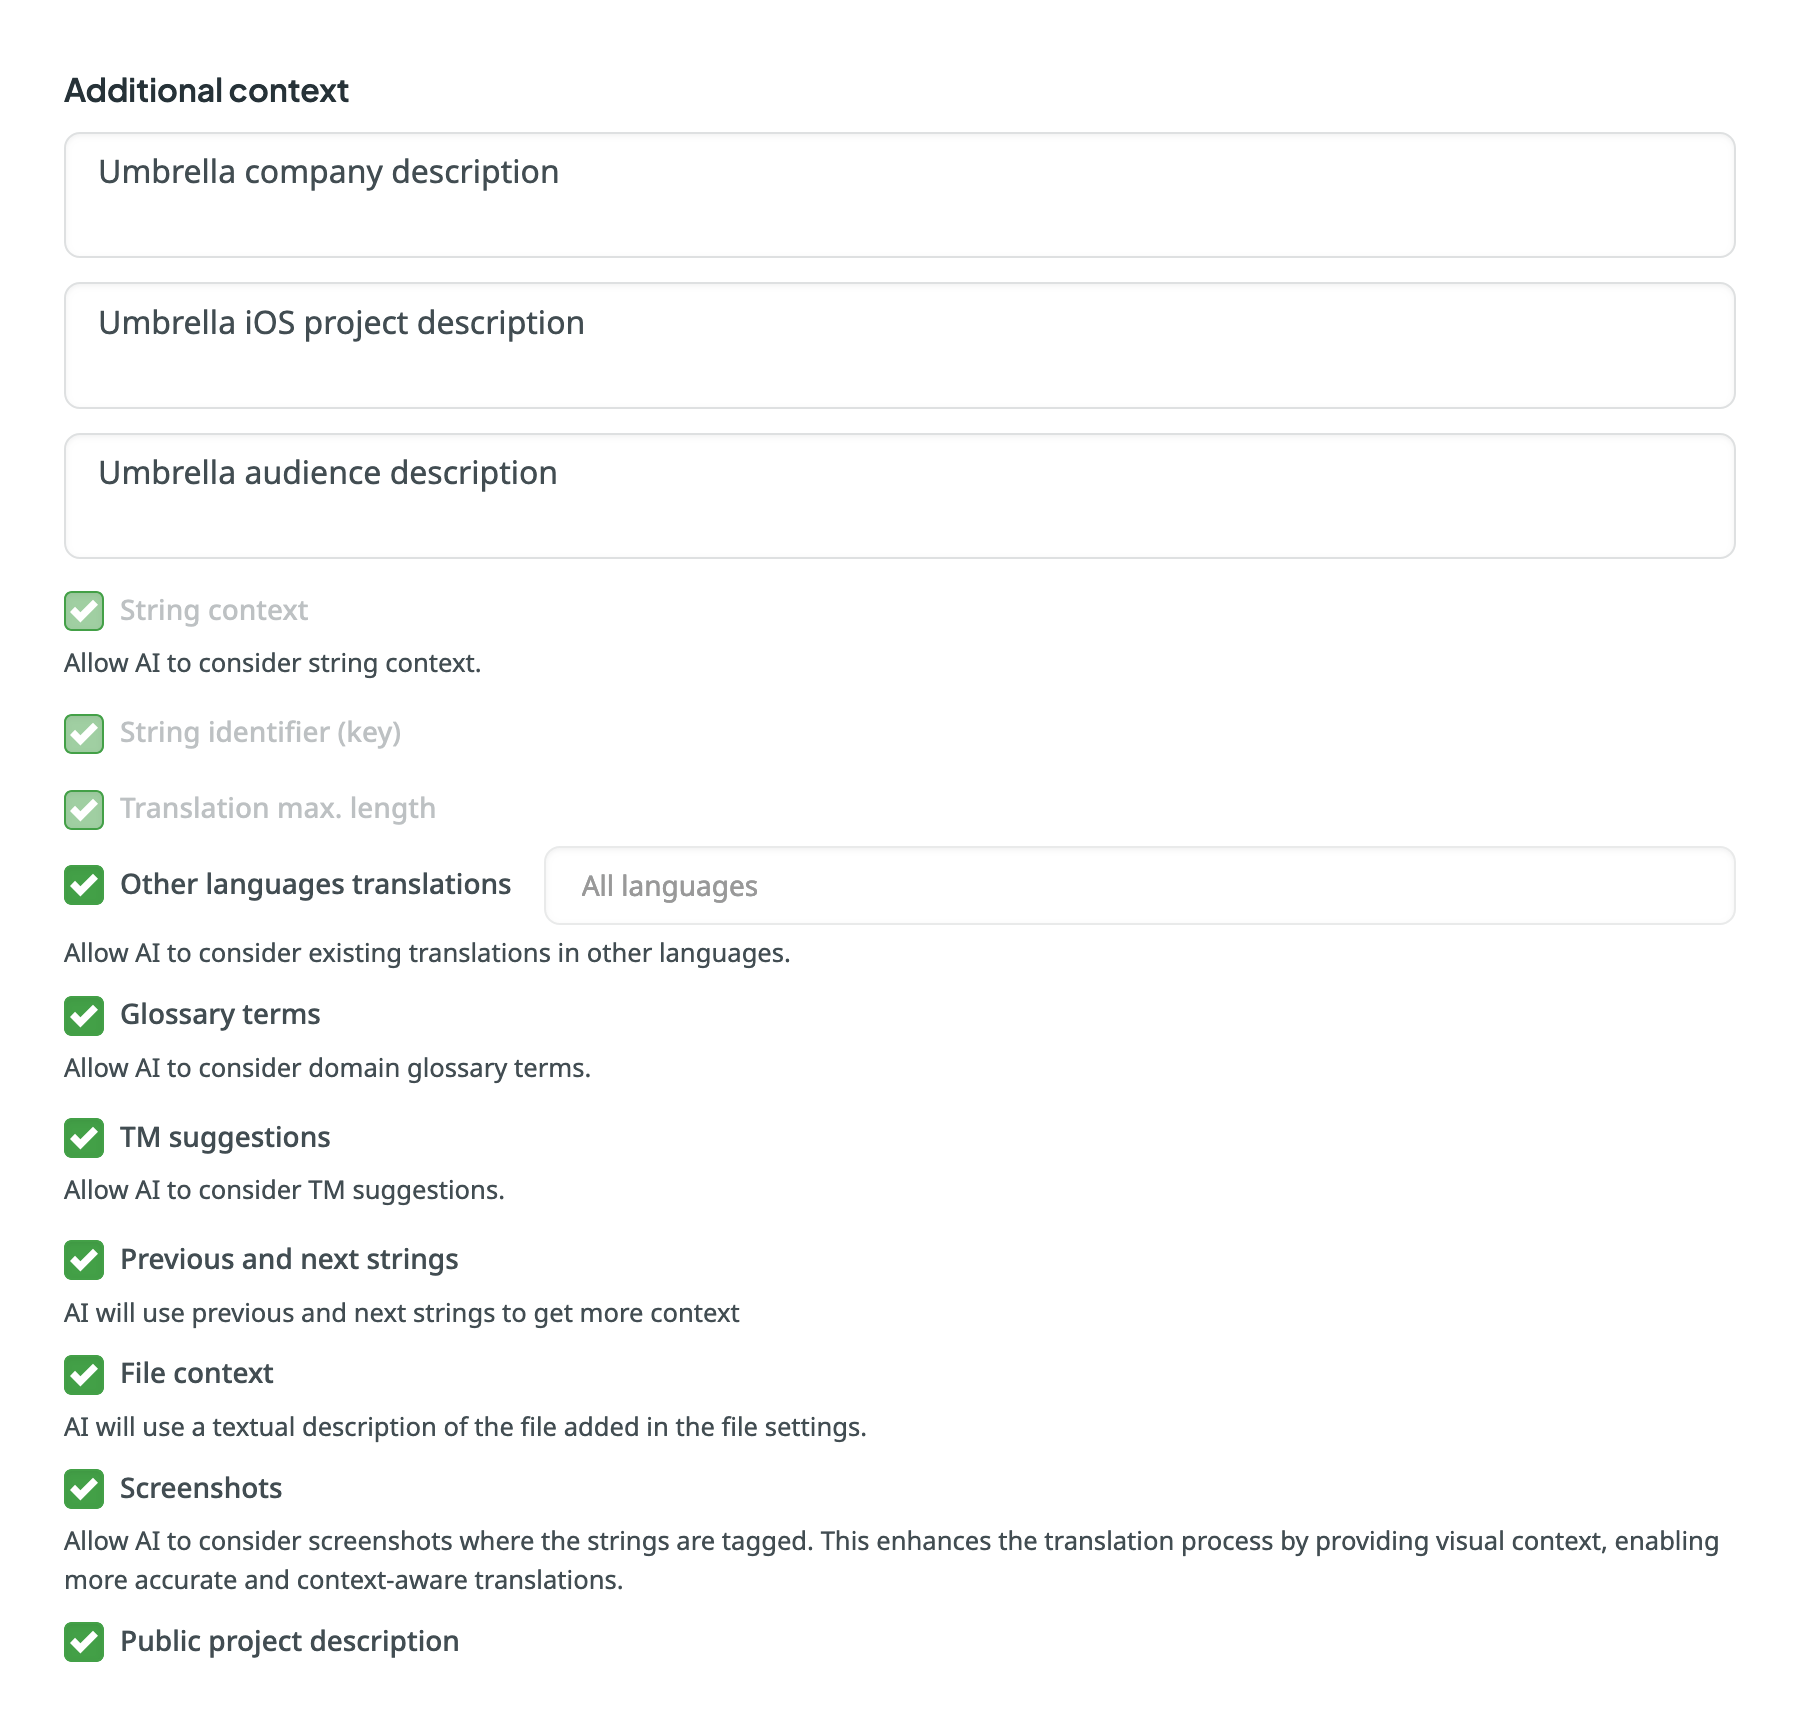 Additional context
Umbrella company description
Umbrella iOS project description
Umbrella audience description
String context
Allow AI to consider string context.
String identifier (key)
Translation max. length
Other languages translations
All languages
Allow AI to consider existing translations in other languages.
Glossary terms
Allow AI to consider domain glossary terms.
TM suggestions
Allow AI to consider TM suggestions.
Previous and next strings
AI will use previous and next strings to get more context
File context
AI will use a textual description of the file added in the file settings.
Screenshots
Allow AI to consider screenshots where the strings are tagged. This enhances the translation process by providing visual context, enabling
more accurate and context-aware translations.
Public project description